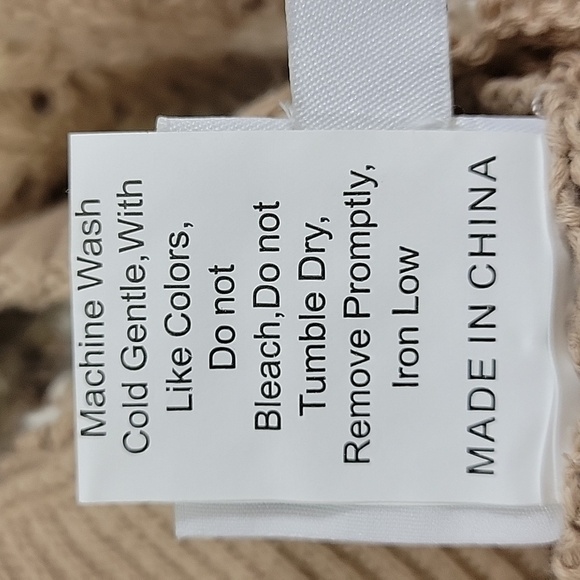 Machine Wash
Cold Gentle,With
Like Colors,
Do not
Bleach,Do not
Tumble Dry,
Remove Promptly,
Iron Low
MADE IN CHINA